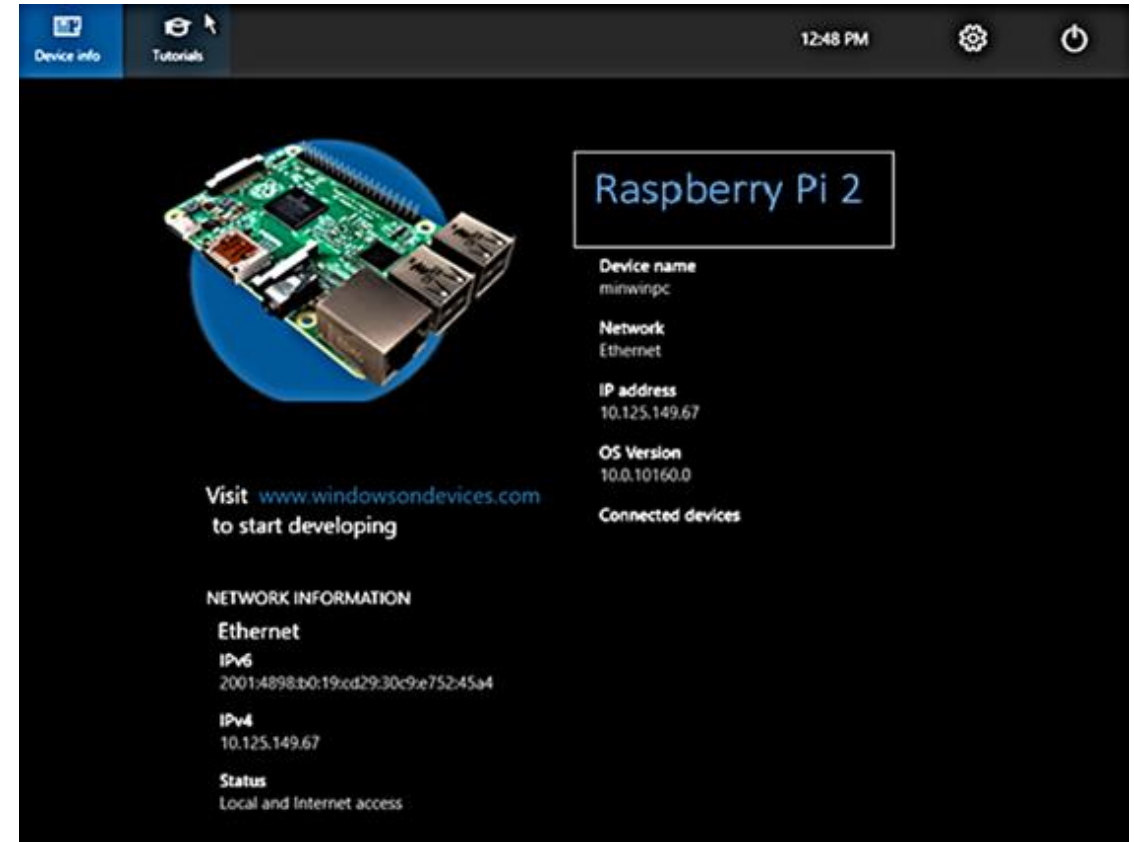 Device info
Tutorials
12:48 PM
Raspberry Pi 2
Device name
minwinpc
Network
Ethernet
IP address
10.125.149.67
OS Version
10.0.10160.0
Connected devices
Visit www.windowsondevices.com
to start developing
NETWORK INFORMATION
Ethernet
IPv6
2001:4898:b0:19:cd29:30c9:e752:45a4
IPv4
10.125.149.67
Status
Local and Internet access